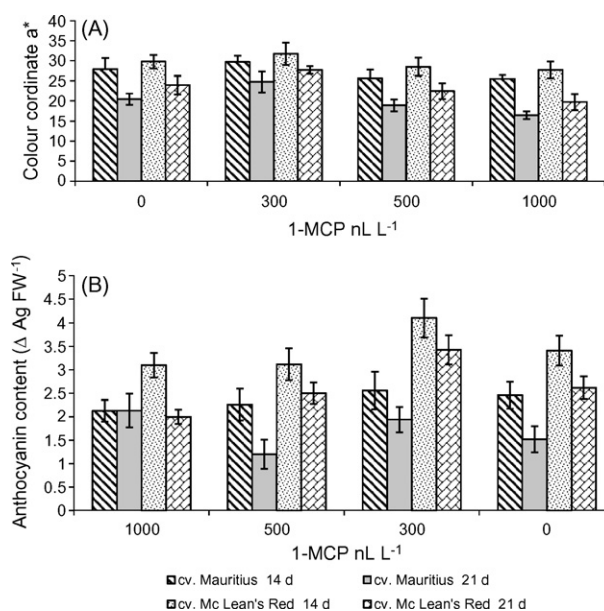 (A)
Colour cordinate a*
40
35
30
25
20
15
10
5
0
0 300 500 1000
1-MCP nL L-1
(B)
Anthocyanin content (Δ Ag FW-1)
5
4.5
4
3.5
3
2.5
2
1.5
1
0.5
0
1000 500 300 0
1-MCP nL L-1
cv. Mauritius 14 d cv. Mauritius 21 d
cv. Mc Lean's Red 14 d cv. Mc Lean's Red 21 d